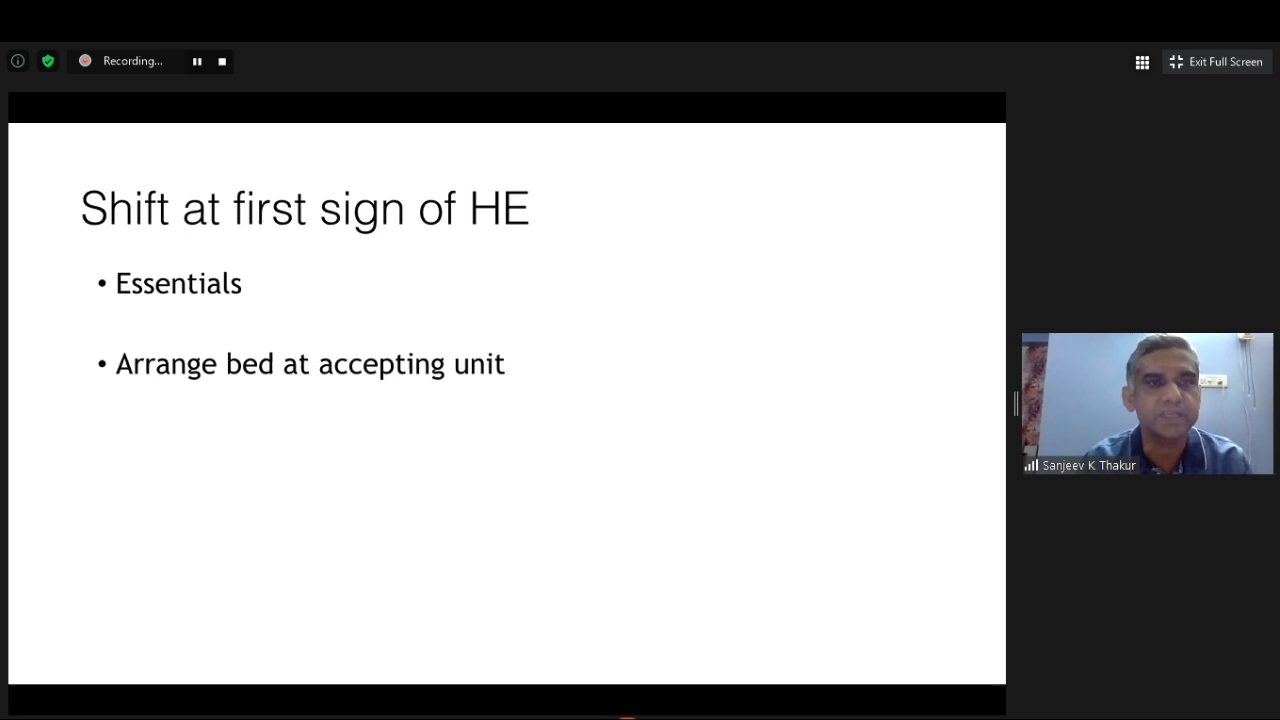 Recording...
Exit Full Screen
Shift at first sign of HE
• Essentials
• Arrange bed at accepting unit
Sanjeev K Thakur